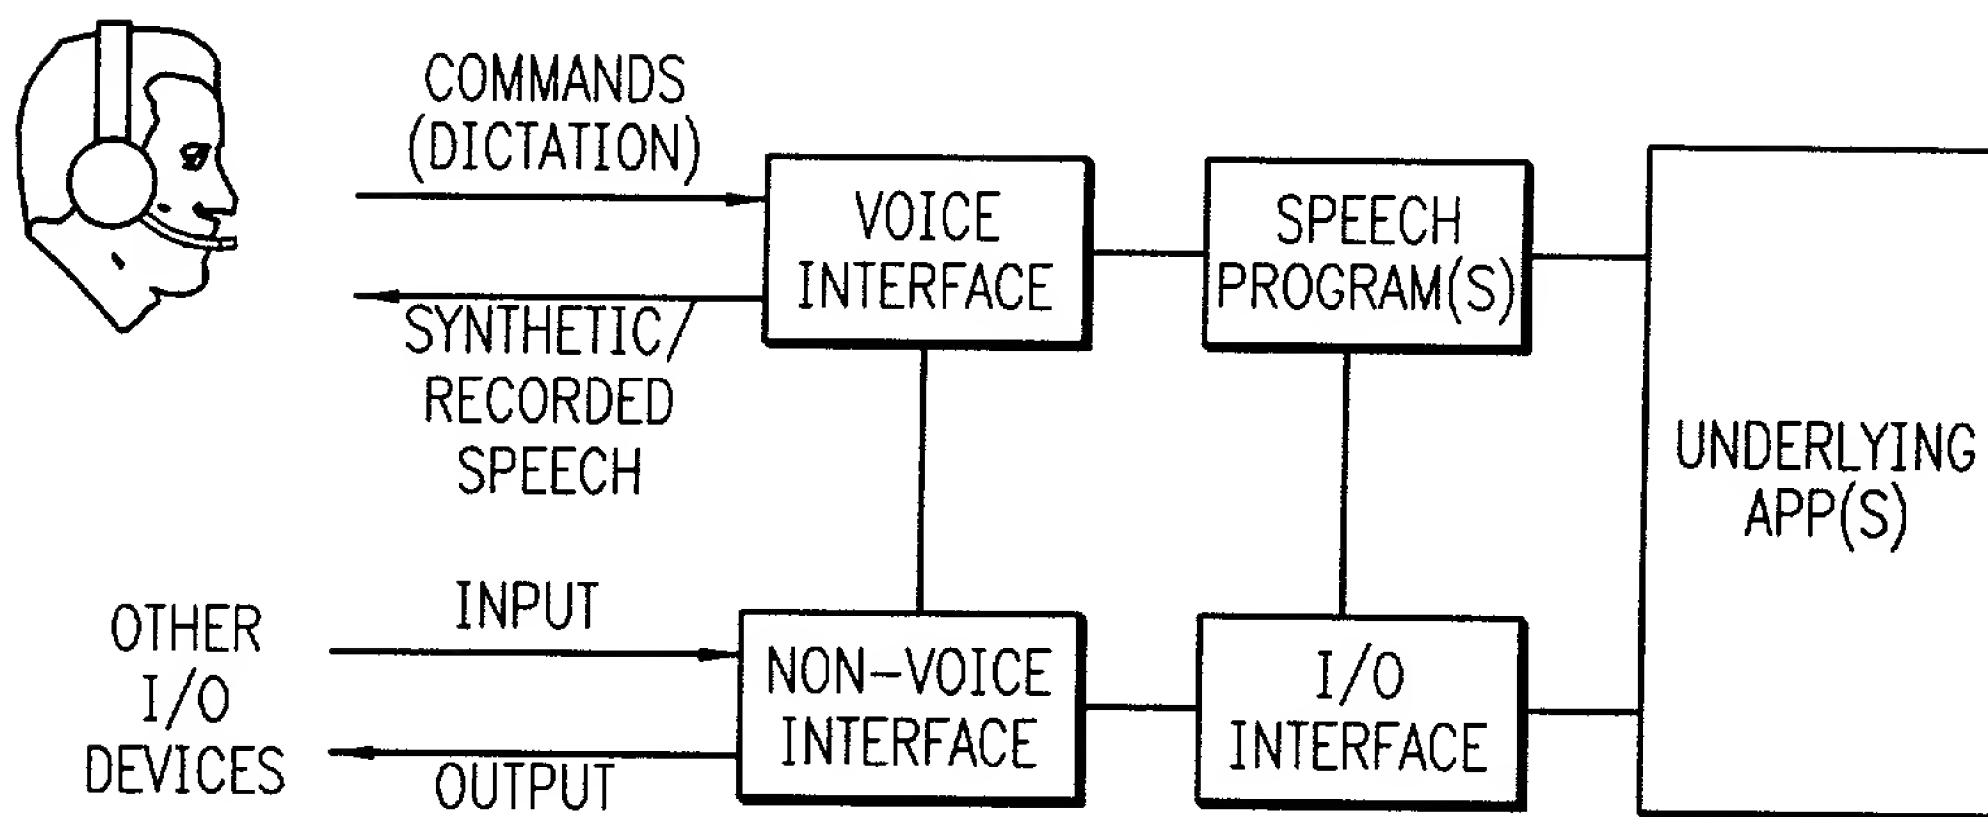 COMMANDS
(DICTATION)
VOICE
INTERFACE
SPEECH
PROGRAM(S)
SYNTHETIC/
RECORDED
SPEECH
UNDERLYING
APP(S)
OTHER
I/O
DEVICES
INPUT
OUTPUT
NON-VOICE
INTERFACE
I/O
INTERFACE